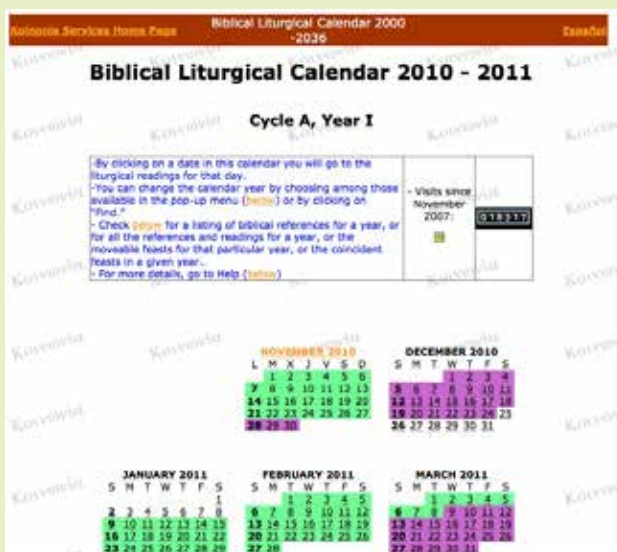 Koinonia Services Home Page
Biblical Liturgical Calendar 2000
-2036
Español
Biblical Liturgical Calendar 2010 - 2011
Cycle A, Year I
-By clicking on a date in this calendar you will go to the
liturgical readings for that day.
-You can change the calendar year by choosing among those
available in the pop-up menu (below) or by clicking on
"Find."
- Check below for a listing of biblical references for a year, or
for all the references and readings for a year, or the
moveable feasts for that particular year, or the coincident
feasts in a given year.
- For more details, go to Help (below)
- Visits since
November
2007:
018317
NOVEMBER 2010
L M X J V S D
1 2 3 4 5 6
7 8 9 10 11 12 13
14 15 16 17 18 19 20
21 22 23 24 25 26 27
28 29 30
DECEMBER 2010
S M T W T F S
1 2 3 4
5 6 7 8 9 10 11
12 13 14 15 16 17 18
19 20 21 22 23 24 25
26 27 28 29 30 31
JANUARY 2011
S M T W T F S
1
2 3 4 5 6 7 8
9 10 11 12 13 14 15
16 17 18 19 20 21 22
23 24 25 26 27 28 29
FEBRUARY 2011
S M T W T F S
1 2 3 4 5
6 7 8 9 10 11 12
13 14 15 16 17 18 19
20 21 22 23 24 25 26
27 28
MARCH 2011
S M T W T F S
1 2 3 4 5
6 7 8 9 10 11 12
13 14 15 16 17 18 19
20 21 22 23 24 25 26
27 28 29 30 31